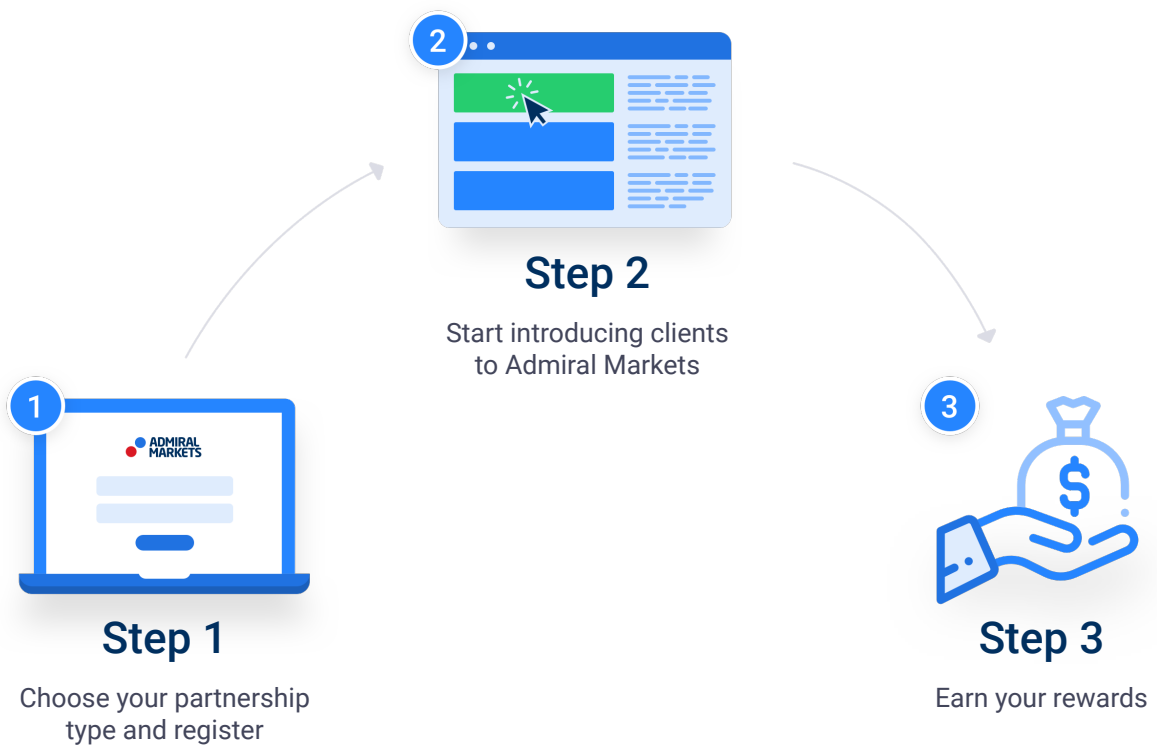 1
ADMIRAL
MARKETS
Step 1
Choose your partnership
type and register
2
Step 2
Start introducing clients
to Admiral Markets
3
$
Step 3
Earn your rewards